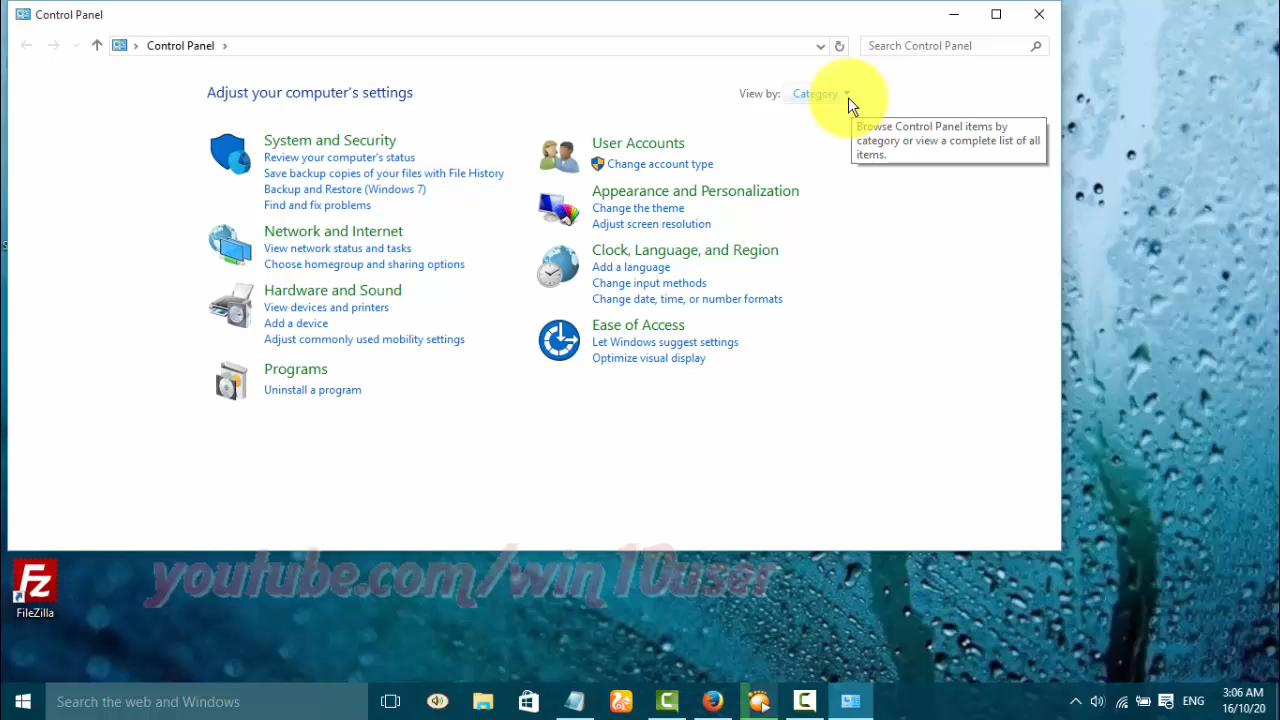 Control Panel
Control Panel
Search Control Panel
Adjust your computer's settings
View by: Category
Browse Control Panel items by
category or view a complete list of all
items.
System and Security
Review your computer's status
Save backup copies of your files with File History
Backup and Restore (Windows 7)
Find and fix problems
Network and Internet
View network status and tasks
Choose homegroup and sharing options
Hardware and Sound
View devices and printers
Add a device
Adjust commonly used mobility settings
Programs
Uninstall a program
User Accounts
Change account type
Appearance and Personalization
Change the theme
Adjust screen resolution
Clock, Language, and Region
Add a language
Change input methods
Change date, time, or number formats
Ease of Access
Let Windows suggest settings
Optimize visual display
youtube.com/win10user
Fz
FileZilla
Search the web and Windows
ENG
3:06 AM
16/10/20